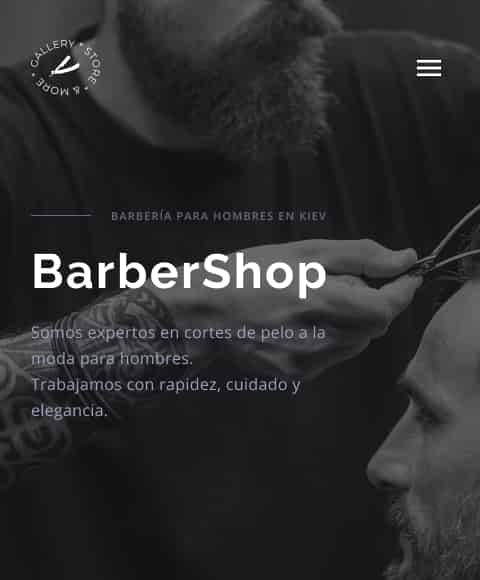 GALLERY • STORE • & MORE •
BARBERÍA PARA HOMBRES EN KIEV
BarberShop
Somos expertos en cortes de pelo a la
moda para hombres.
Trabajamos con rapidez, cuidado y
elegancia.